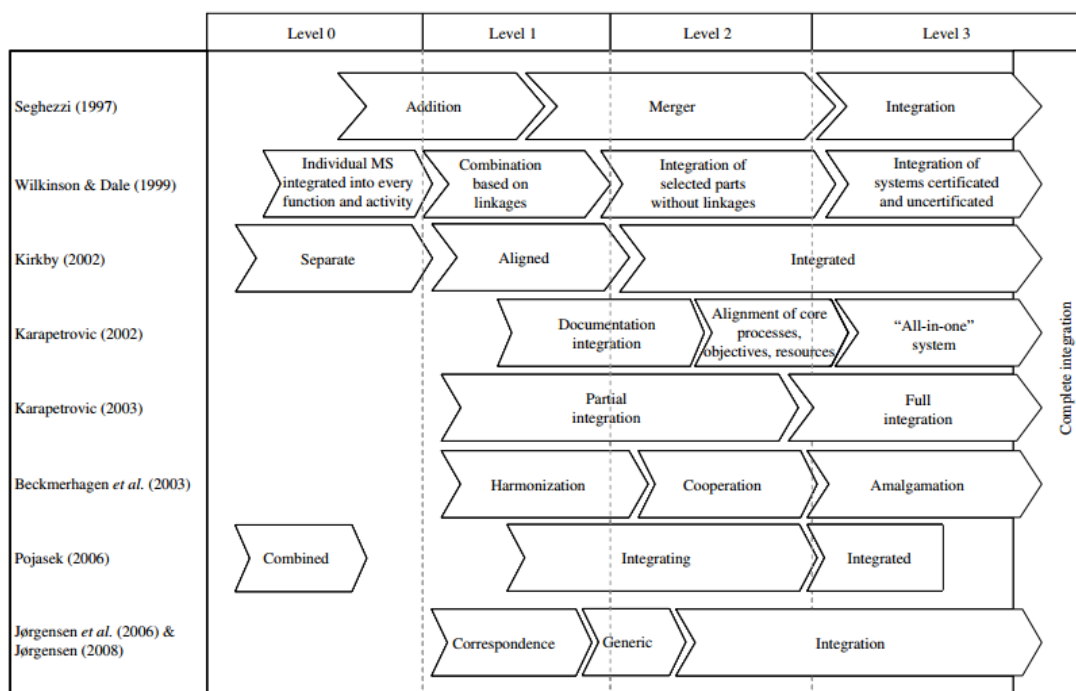 Level 0 Level 1 Level 2 Level 3
Seghezzi (1997)
Addition
Merger
Integration
Wilkinson & Dale (1999)
Individual MS
integrated into every
function and activity
Combination
based on
linkages
Integration of
selected parts
without linkages
Integration of
systems certificated
and uncertificated
Kirkby (2002)
Separate
Aligned
Integrated
Karapetrovic (2002)
Documentation
integration
Alignment of core
processes,
objectives, resources
“All-in-one”
system
Karapetrovic (2003)
Partial
integration
Full
integration
Beckmerhagen et al. (2003)
Harmonization
Cooperation
Amalgamation
Pojasek (2006)
Combined
Integrating
Integrated
Jørgensen et al. (2006) &
Jørgensen (2008)
Correspondence
Generic
Integration
Complete integration